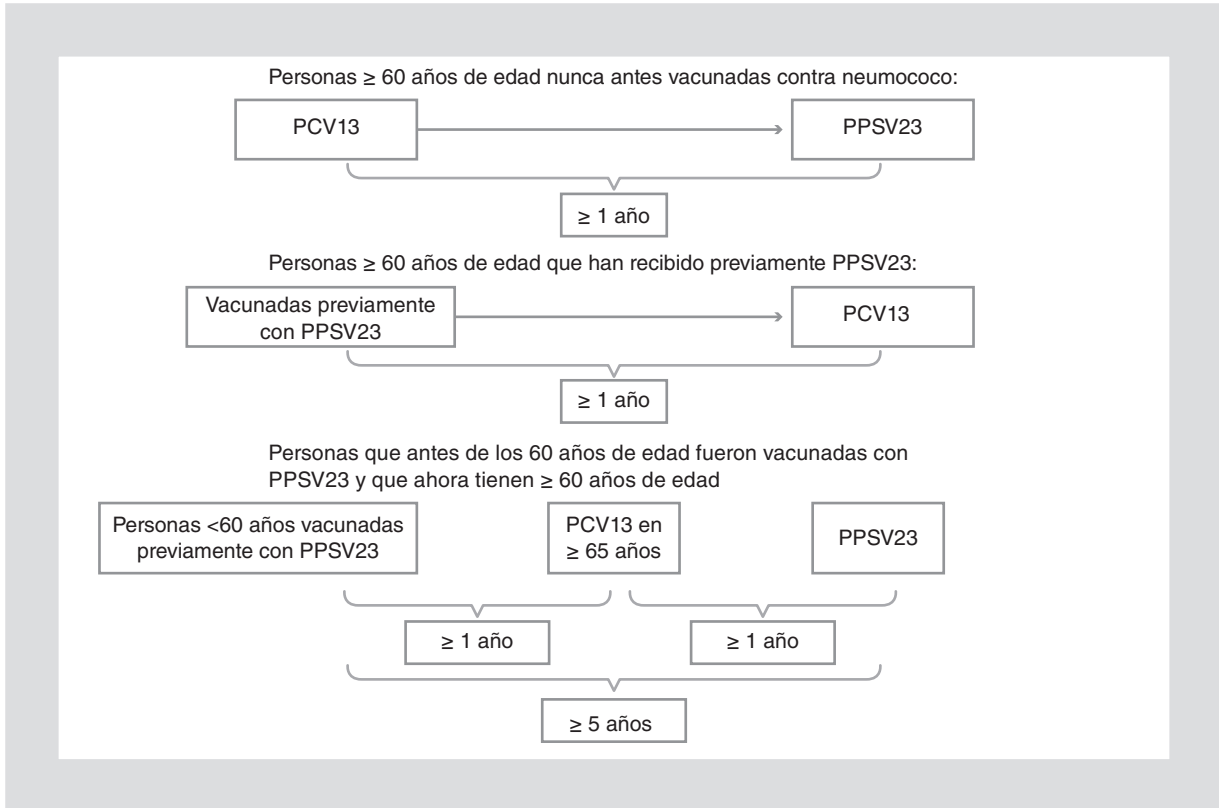 Personas ≥ 60 años de edad nunca antes vacunadas contra neumococo:
PCV13
PPSV23
≥ 1 año
Personas ≥ 60 años de edad que han recibido previamente PPSV23:
Vacunadas previamente
con PPSV23
PCV13
≥ 1 año
Personas que antes de los 60 años de edad fueron vacunadas con
PPSV23 y que ahora tienen ≥ 60 años de edad
Personas <60 años vacunadas
previamente con PPSV23
PCV13 en
≥ 65 años
PPSV23
≥ 1 año
≥ 1 año
≥ 5 años